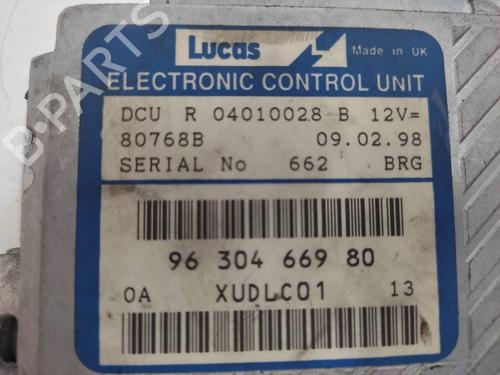 Lucas Made in UK
ELECTRONIC CONTROL UNIT
DCU R 04010028 B 12V=
80768B 09.02.98
SERIAL No 662 BRG
96 304 669 80
0A XUDLC01 13
B-PARTS